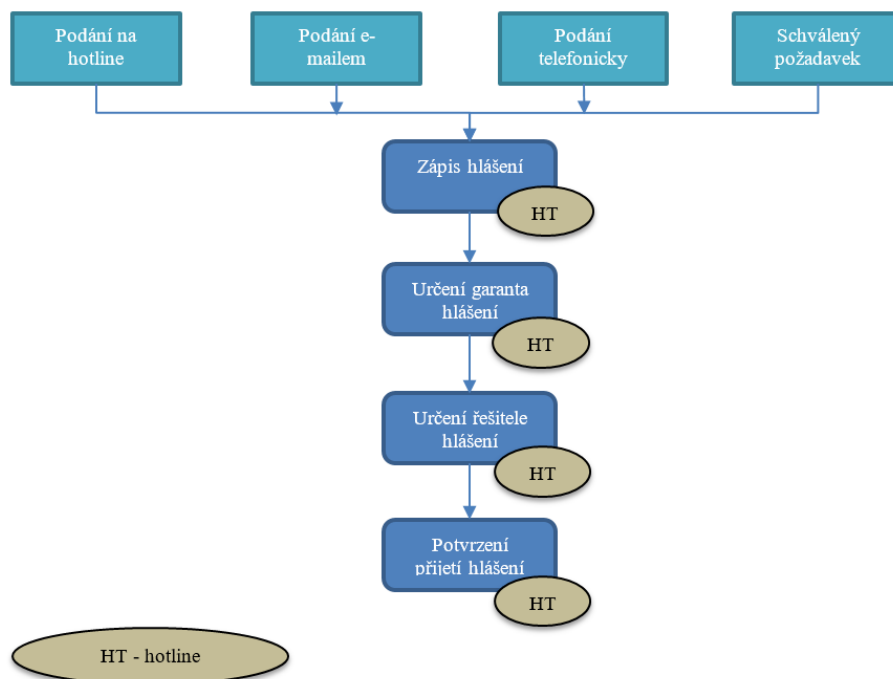 Podání na
hotline
Podání e-
mailem
Podání
telefonicky
Schválený
požadavek
Zápis hlášení
HT
Určení garanta
hlášení
HT
Určení řešitele
hlášení
HT
Potvrzení
přijetí hlášení
HT
HT - hotline